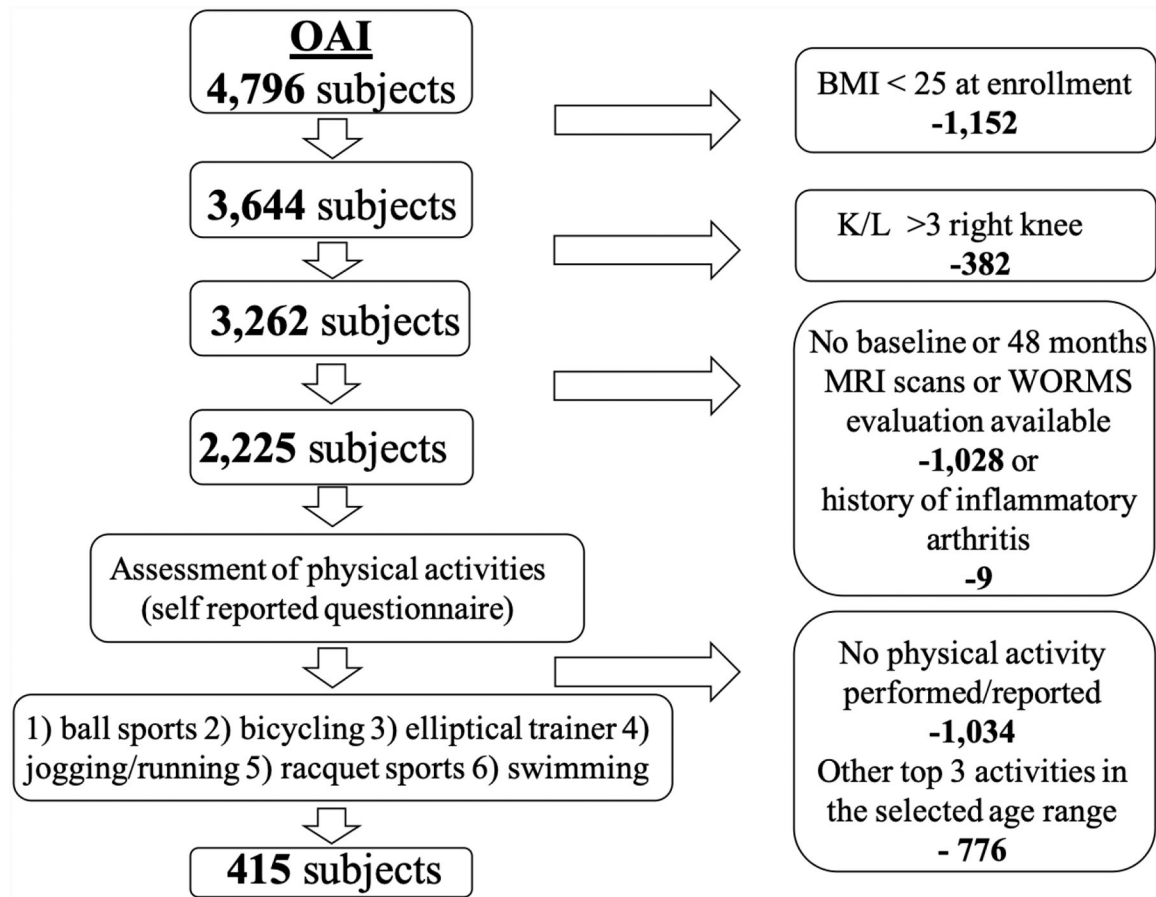 OAI
4,796 subjects
BMI < 25 at enrollment
-1,152
3,644 subjects
K/L >3 right knee
-382
3,262 subjects
No baseline or 48 months
MRI scans or WORMS
evaluation available
-1,028 or
history of inflammatory
arthritis
-9
2,225 subjects
Assessment of physical activities
(self reported questionnaire)
No physical activity
performed/reported
-1,034
Other top 3 activities in
the selected age range
- 776
1) ball sports 2) bicycling 3) elliptical trainer 4)
jogging/running 5) racquet sports 6) swimming
415 subjects